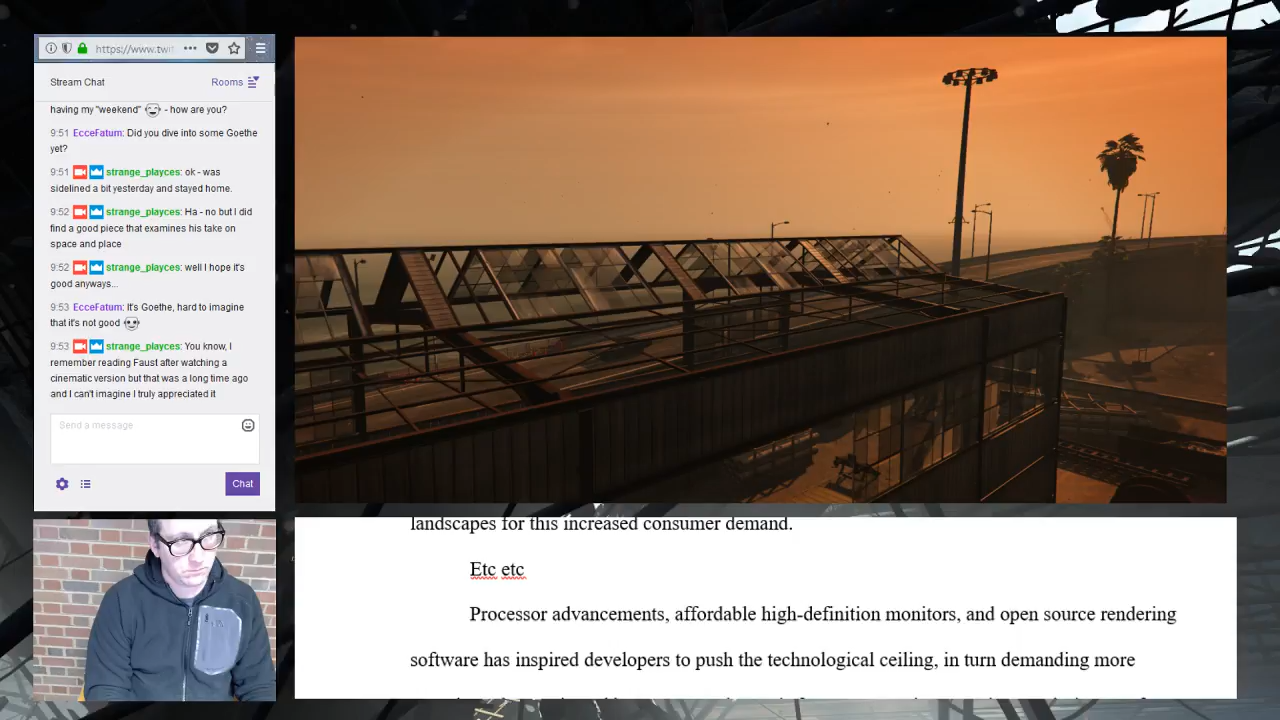 https://www.twi
Stream Chat
Rooms
having my "weekend" - how are you?
9:51 EcceFatum: Did you dive into some Goethe
yet?
9:51 strange_playces: ok - was
sidelined a bit yesterday and stayed home.
9:52 strange_playces: Ha - no but I did
find a good piece that examines his take on
space and place
9:52 strange_playces: well I hope it's
good anyways...
9:53 EcceFatum: It's Goethe, hard to imagine
that it's not good
9:53 strange_playces: You know, I
remember reading Faust after watching a
cinematic version but that was a long time ago
and I can't imagine I truly appreciated it
Send a message
Chat
landscapes for this increased consumer demand.
Etc etc
Processor advancements, affordable high-definition monitors, and open source rendering
software has inspired developers to push the technological ceiling, in turn demanding more